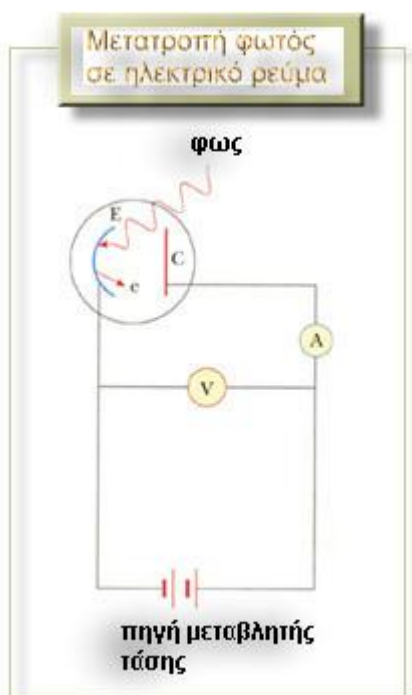 Μετατροπή φωτός
σε ηλεκτρικό ρεύμα
φως
E
C
e
A
V
πηγή μεταβλητής
τάσης